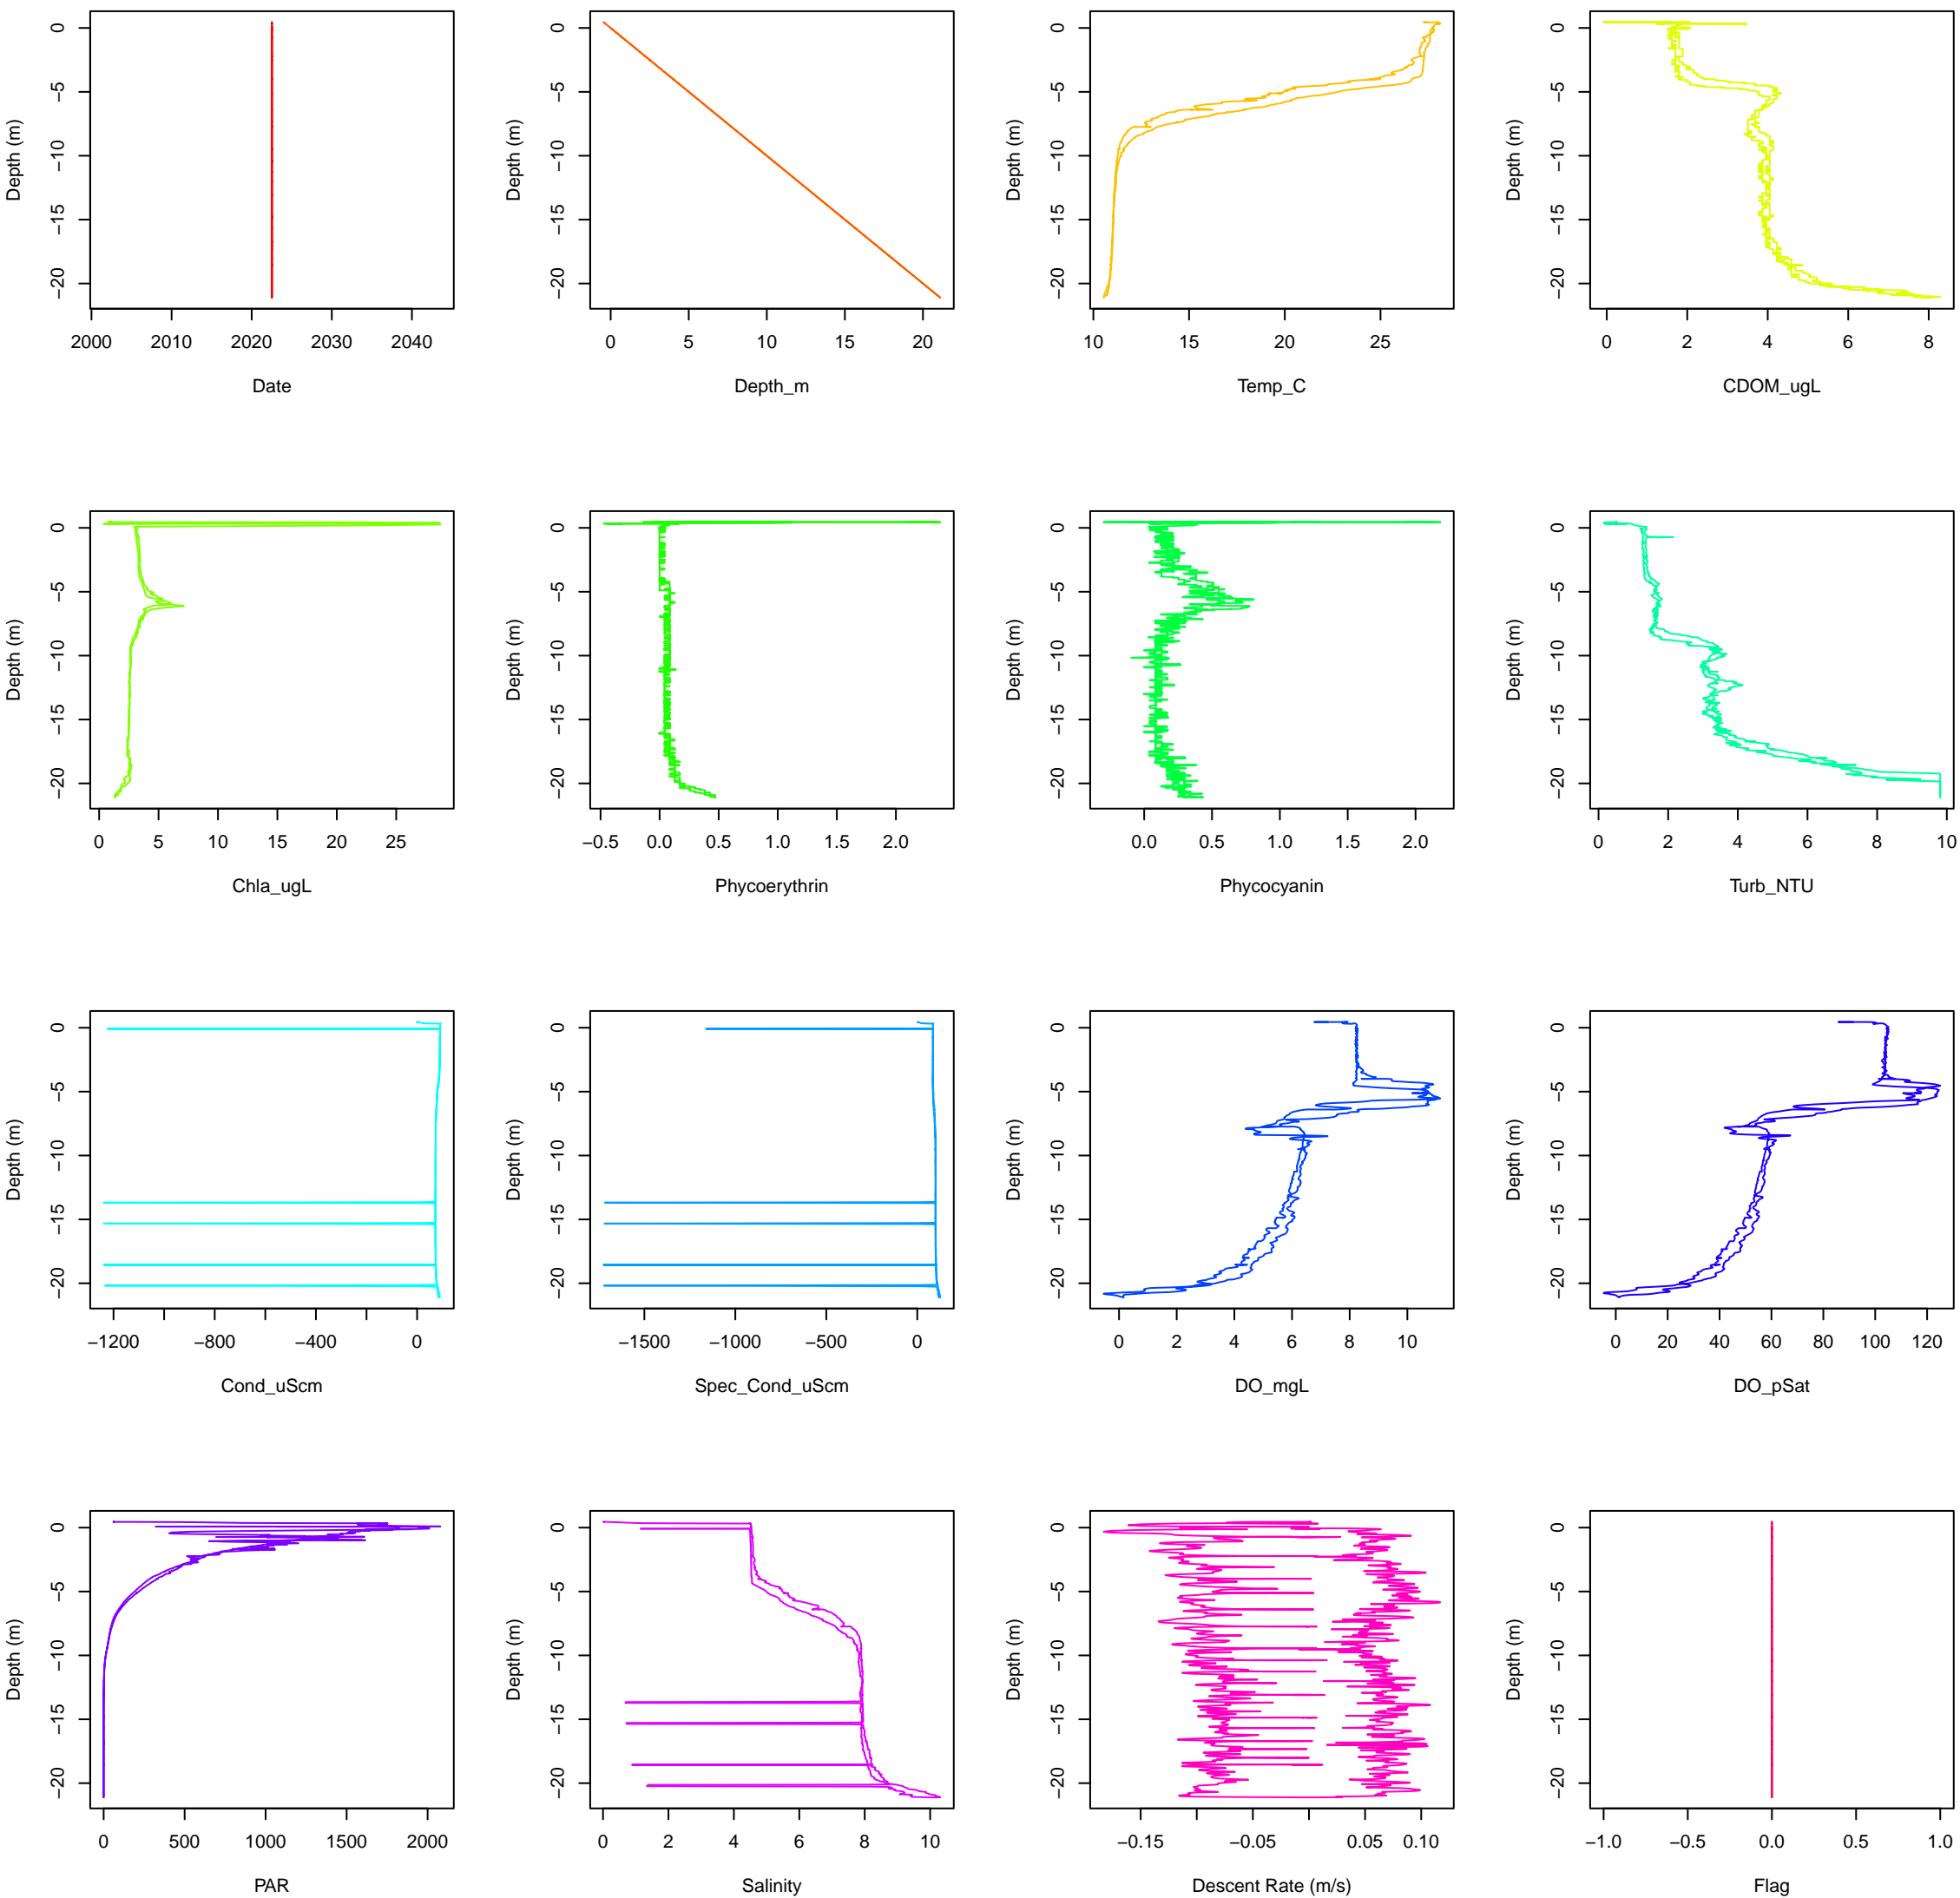 0
−5
−10
−15
−20
Depth (m)
2000 2010 2020 2030 2040
Date
0
−5
−10
−15
−20
Depth (m)
0 5 10 15 20
Depth_m
0
−5
−10
−15
−20
Depth (m)
10 15 20 25
Temp_C
0
−5
−10
−15
−20
Depth (m)
0 2 4 6 8
CDOM_ugL
0
−5
−10
−15
−20
Depth (m)
0 5 10 15 20 25
Chla_ugL
0
−5
−10
−15
−20
Depth (m)
−0.5 0.0 0.5 1.0 1.5 2.0
Phycoerythrin
0
−5
−10
−15
−20
Depth (m)
0.0 0.5 1.0 1.5 2.0
Phycocyanin
0
−5
−10
−15
−20
Depth (m)
0 2 4 6 8 10
Turb_NTU
0
−5
−10
−15
−20
Depth (m)
−1200 −800 −400 0
Cond_uScm
0
−5
−10
−15
−20
Depth (m)
−1500 −1000 −500 0
Spec_Cond_uScm
0
−5
−10
−15
−20
Depth (m)
0 2 4 6 8 10
DO_mgL
0
−5
−10
−15
−20
Depth (m)
0 20 40 60 80 100 120
DO_pSat
0
−5
−10
−15
−20
Depth (m)
0 500 1000 1500 2000
PAR
0
−5
−10
−15
−20
Depth (m)
0 2 4 6 8 10
Salinity
0
−5
−10
−15
−20
Depth (m)
−0.15 −0.05 0.05 0.10
Descent Rate (m/s)
0
−5
−10
−15
−20
Depth (m)
−1.0 −0.5 0.0 0.5 1.0
Flag